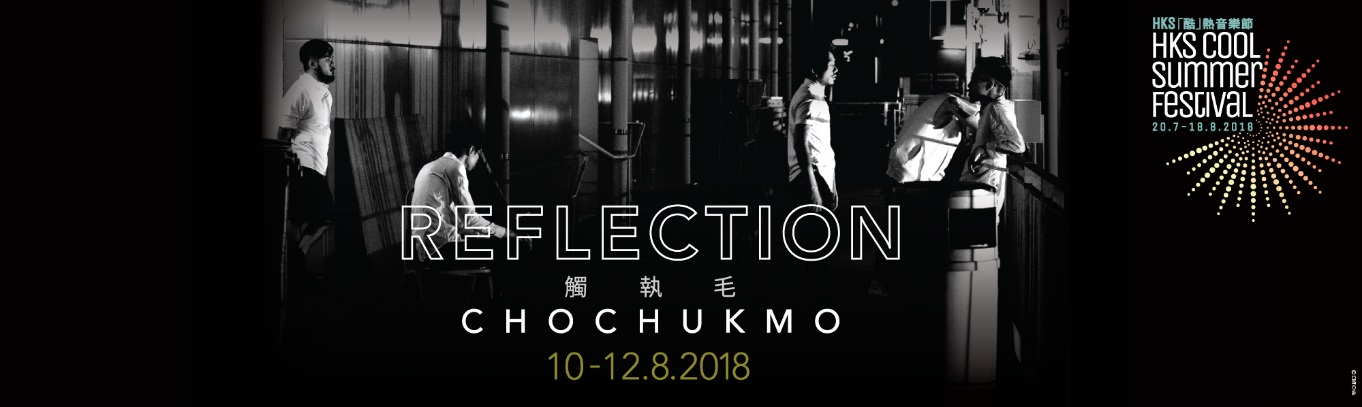 REFLECTION
觸執毛
CHOCHUKMO
10-12.8.2018
HKS「酷」熱音樂節
HKS COOL
summer
Festival
20.7-18.8.2018